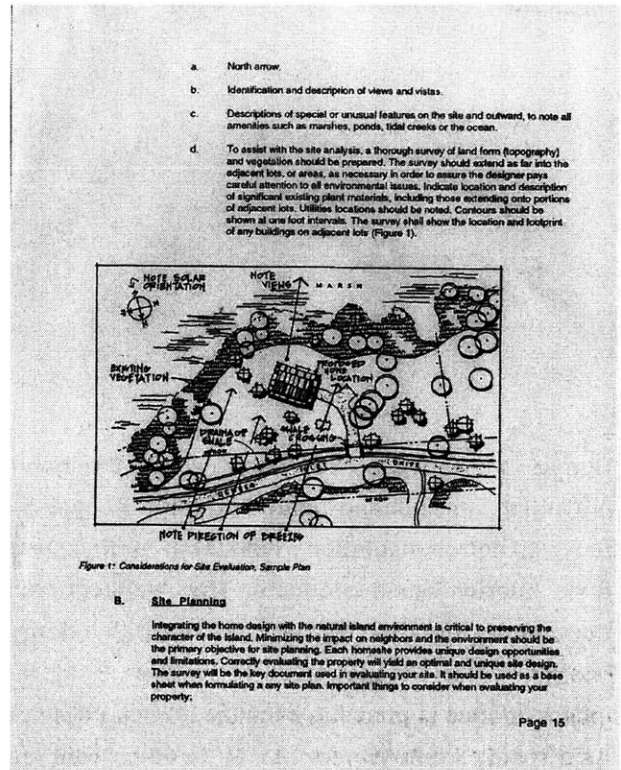 a. North arrow.
b. Identification and description of views and vistas.
c. Descriptions of special or unusual features on the site and outward, to note all
amenities such as marshes, ponds, tidal creeks or the ocean.
d. To assist with the site analysis, a thorough survey of land form (topography)
and vegetation should be prepared. The survey should extend as far into the
adjacent lots, or areas, as necessary in order to assure the designer pays
careful attention to all environmental issues. Indicate location and description
of significant existing plant materials, including those extending onto portions
of adjacent lots. Utilities locations should be noted. Contours should be
shown at one foot intervals. The survey shall show the location and footprint
of any buildings on adjacent lots (Figure 1).
NOTE SOLAR
ORIENTATION
NOTE
VIEWS
MARSH
EXISTING
VEGETATION
PROPOSED
HOME
LOCATION
DRAINAGE
SWALE
SWALE
CROSSING
INLET
DRIVE
NOTE DIRECTION OF BREEZE
Figure 1: Considerations for Site Evaluation, Sample Plan
B. Site Planning
Integrating the home design with the natural island environment is critical to preserving the
character of the Island. Minimizing the impact on neighbors and the environment should be
the primary objective for site planning. Each homesite provides unique design opportunities
and limitations. Correctly evaluating the property will yield an optimal and unique site design.
The survey will be the key document used in evaluating your site. It should be used as a base
sheet when formulating a any site plan. Important things to consider when evaluating your
property:
Page 15